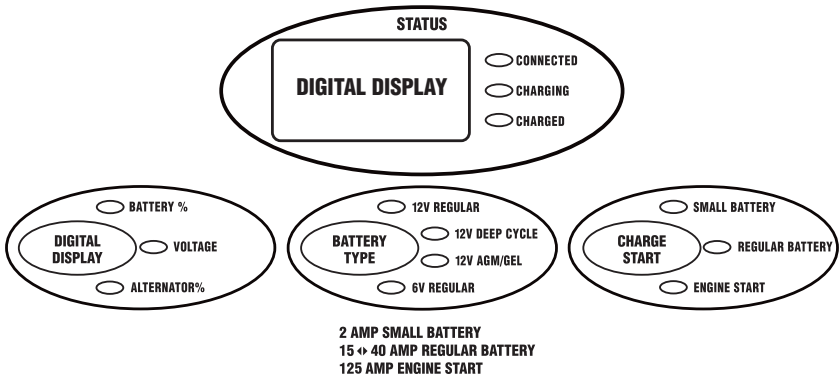 STATUS
DIGITAL DISPLAY
CONNECTED
CHARGING
CHARGED
DIGITAL
DISPLAY
BATTERY %
VOLTAGE
ALTERNATOR%
BATTERY
TYPE
12V REGULAR
12V DEEP CYCLE
12V AGM/GEL
6V REGULAR
CHARGE
START
SMALL BATTERY
REGULAR BATTERY
ENGINE START
2 AMP SMALL BATTERY
15 ◂▸ 40 AMP REGULAR BATTERY
125 AMP ENGINE START